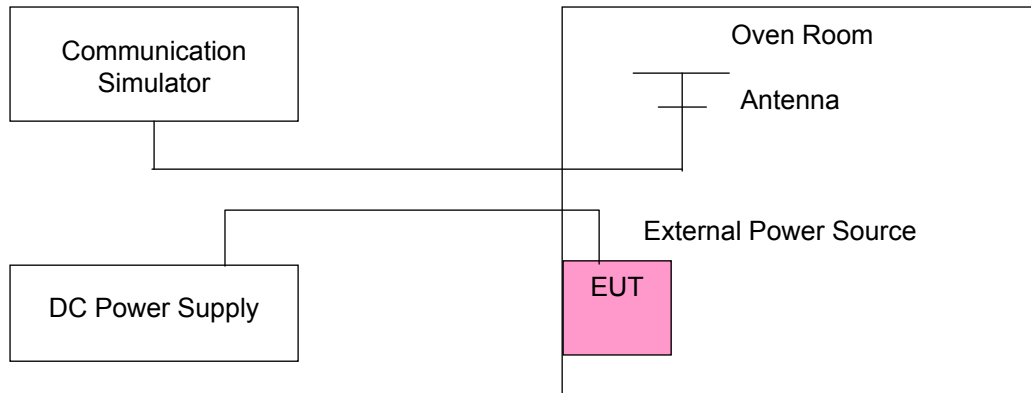 Communication
Simulator
Oven Room
Antenna
External Power Source
DC Power Supply
EUT